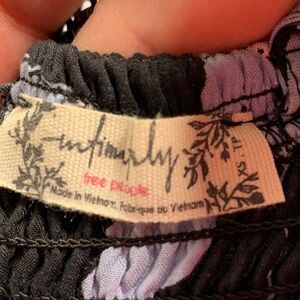 intimately
free people
Made in Vietnam. Fabriqué au Vietnam
XS · TP